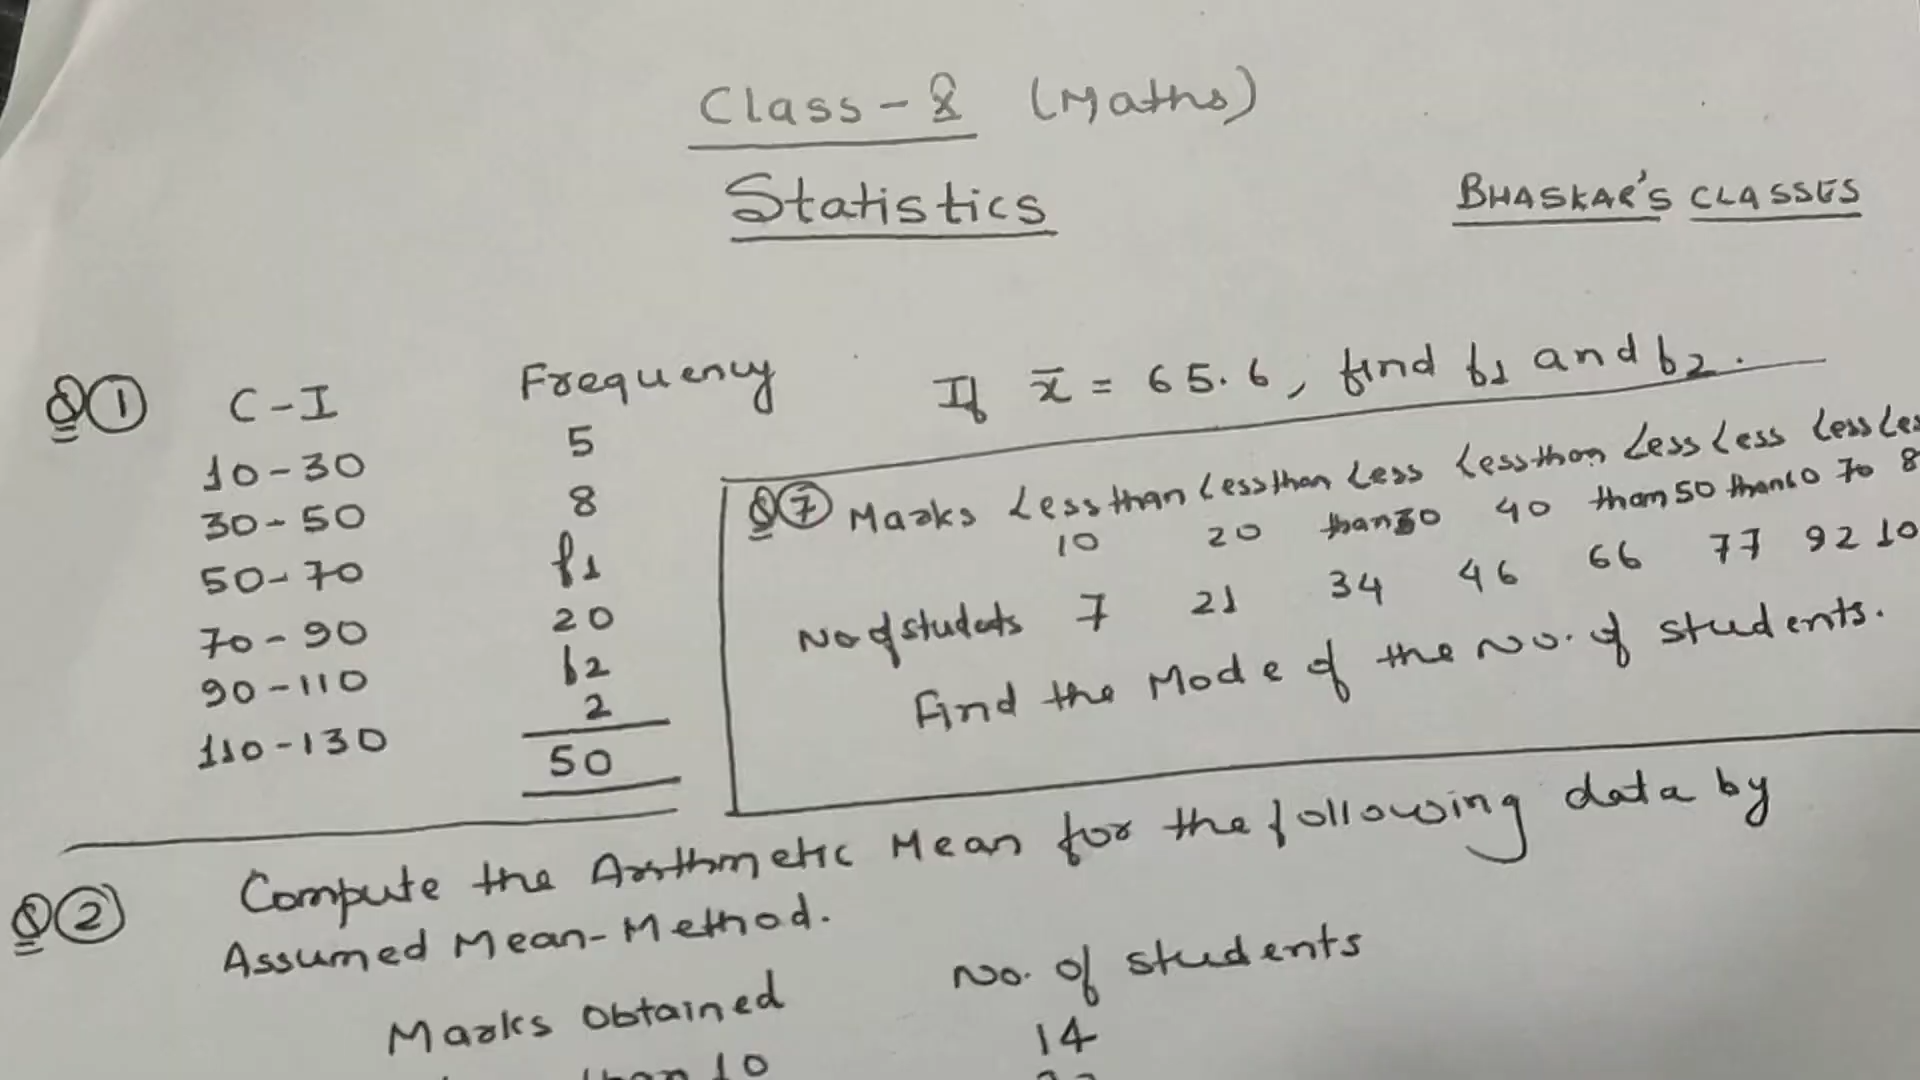 Class-X (Maths)
Statistics
BHASKAR'S CLASSES
Q① C-I Frequency If x̄ = 65.6, find f1 and f2.
10-30 5
30-50 8
50-70 f1
70-90 20
90-110 f2
110-130 2
50
Q⑦ Marks Less than 10 Less than 20 Less than 30 Less than 40 Less than 50 Less than 60 Less 70
No of students 7 21 34 46 66 77 92
Find the Mode of the No. of students.
Q② Compute the Arithmetic Mean for the following data by
Assumed Mean-Method.
Marks Obtained No. of students
than 10 14